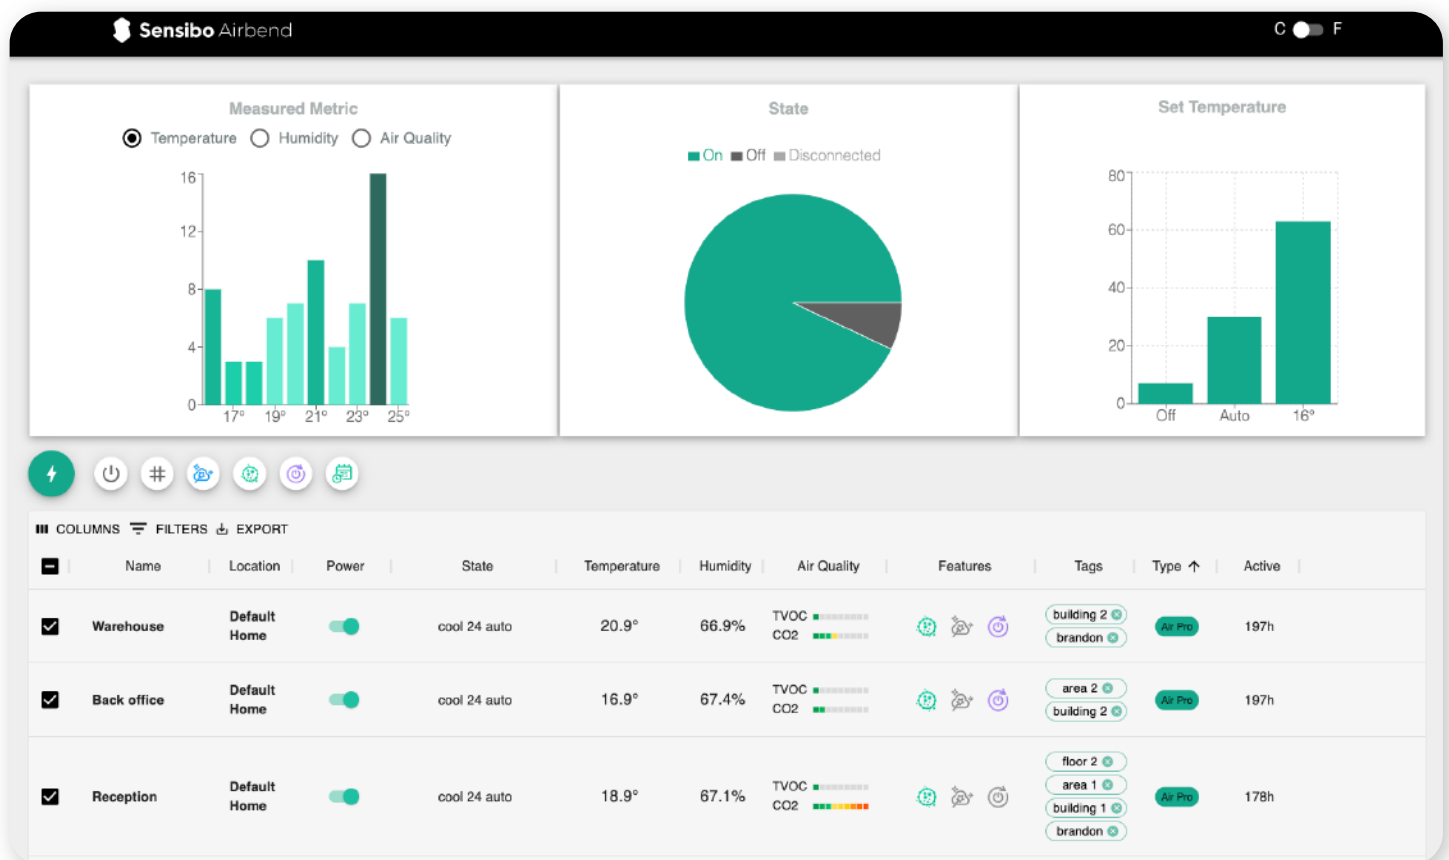 Sensibo Airbend
C F
Measured Metric
Temperature Humidity Air Quality
16
12
8
4
0
17° 19° 21° 23° 25°
State
On Off Disconnected
Set Temperature
80
60
40
20
0
Off Auto 16°
COLUMNS FILTERS EXPORT
Name Location Power State Temperature Humidity Air Quality Features Tags Type Active
Warehouse Default Home cool 24 auto 20.9° 66.9% TVOC CO2 building 2 brandon Air Pro 197h
Back office Default Home cool 24 auto 16.9° 67.4% TVOC CO2 area 2 building 2 Air Pro 197h
Reception Default Home cool 24 auto 18.9° 67.1% TVOC CO2 floor 2 area 1 building 1 brandon Air Pro 178h